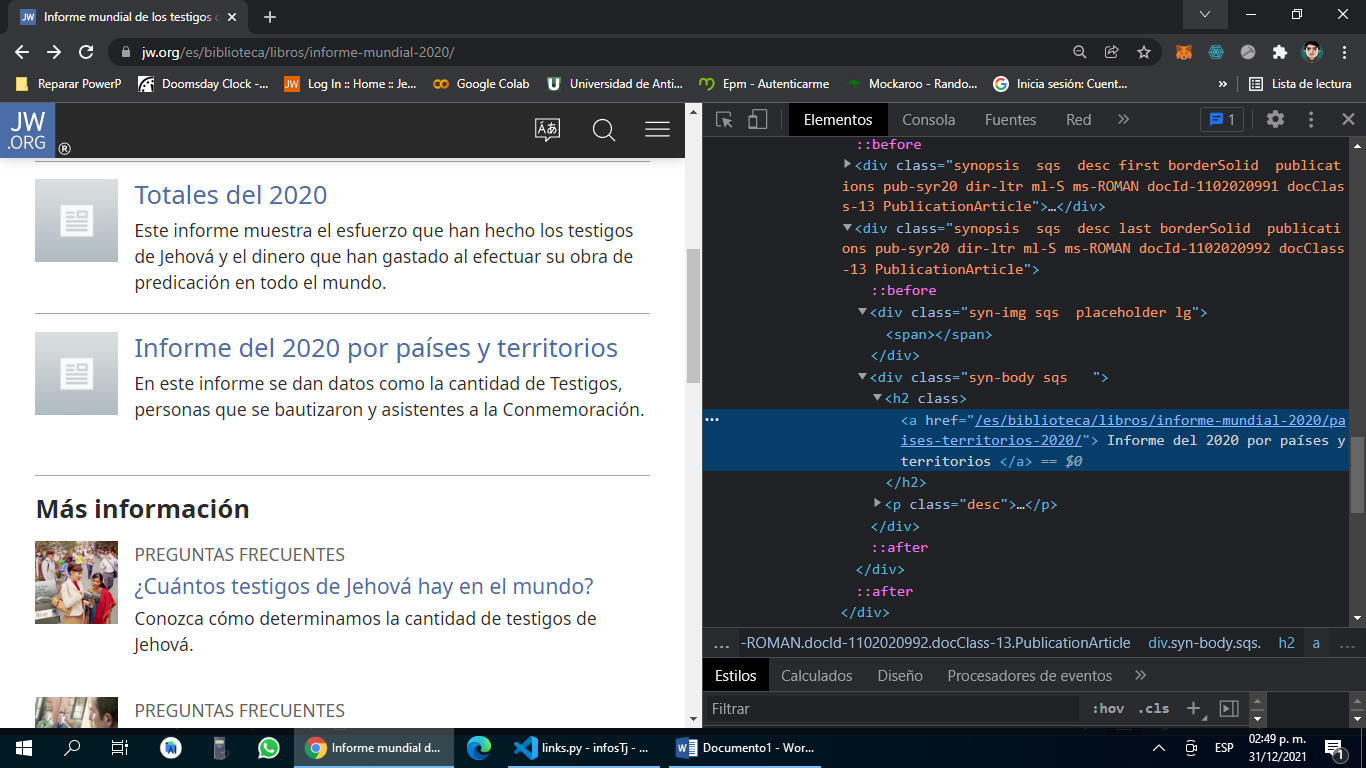 JW Informe mundial de los testigos d
jw.org/es/biblioteca/libros/informe-mundial-2020/
Reparar PowerP Doomsday Clock -... JW Log In :: Home :: Je... CO Google Colab U Universidad de Anti... Epm - Autenticarme Mockaroo - Rando... G Inicia sesión: Cuent... » Lista de lectura
JW
.ORG ®
Totales del 2020
Este informe muestra el esfuerzo que han hecho los testigos
de Jehová y el dinero que han gastado al efectuar su obra de
predicación en todo el mundo.
Informe del 2020 por países y territorios
En este informe se dan datos como la cantidad de Testigos,
personas que se bautizaron y asistentes a la Conmemoración.
Más información
PREGUNTAS FRECUENTES
¿Cuántos testigos de Jehová hay en el mundo?
Conozca cómo determinamos la cantidad de testigos de
Jehová.
PREGUNTAS FRECUENTES
Elementos Consola Fuentes Red » 1
::before
<div class="synopsis sqs desc first borderSolid publicat
ions pub-syr20 dir-ltr ml-S ms-ROMAN docId-1102020991 docClas
s-13 PublicationArticle">…</div>
<div class="synopsis sqs desc last borderSolid publicati
ons pub-syr20 dir-ltr ml-S ms-ROMAN docId-1102020992 docClass
-13 PublicationArticle">
::before
<div class="syn-img sqs placeholder lg">
<span></span>
</div>
<div class="syn-body sqs ">
<h2 class>
<a href="/es/biblioteca/libros/informe-mundial-2020/pa
ises-territorios-2020/"> Informe del 2020 por países y
territorios </a> == $0
</h2>
<p class="desc">…</p>
</div>
::after
</div>
::after
</div>
... -ROMAN.docId-1102020992.docClass-13.PublicationArticle div.syn-body.sqs. h2 a ...
Estilos Calculados Diseño Procesadores de eventos »
Filtrar :hov .cls +
Informe mundial d... links.py - infosTj - ... Documento1 - Wor... ESP 02:49 p. m.
31/12/2021 1